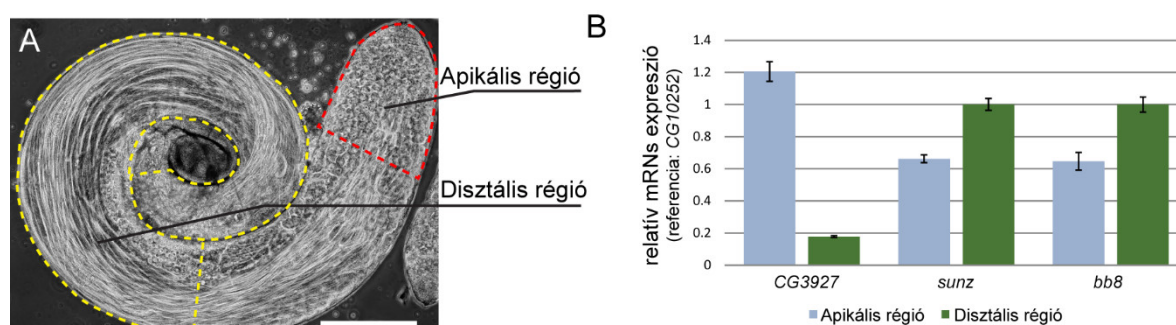 A
Apikális régió
Disztális régió
B
relatív mRNs expresszió
(referencia: CG10252)
1.4
1.2
1
0.8
0.6
0.4
0.2
0
CG3927 sunz bb8
Apikális régió Disztális régió